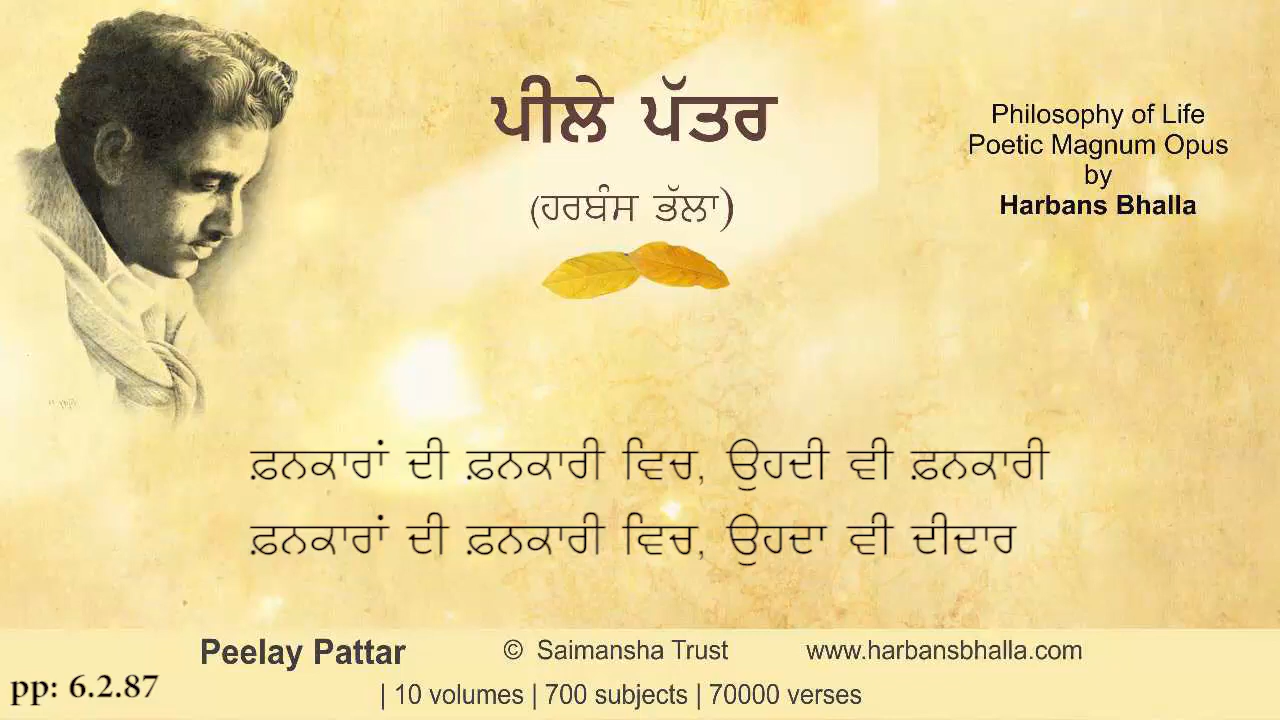 ਪੀਲੇ ਪੱਤਰ
(ਹਰਬੰਸ ਭੱਲਾ)
Philosophy of Life
Poetic Magnum Opus
by
Harbans Bhalla
ਫ਼ਨਕਾਰਾਂ ਦੀ ਫ਼ਨਕਾਰੀ ਵਿਚ, ਉਹਦੀ ਵੀ ਫ਼ਨਕਾਰੀ
ਫ਼ਨਕਾਰਾਂ ਦੀ ਫ਼ਨਕਾਰੀ ਵਿਚ, ਉਹਦਾ ਵੀ ਦੀਦਾਰ
Peelay Pattar © Saimansha Trust www.harbansbhalla.com
pp: 6.2.87 | 10 volumes | 700 subjects | 70000 verses